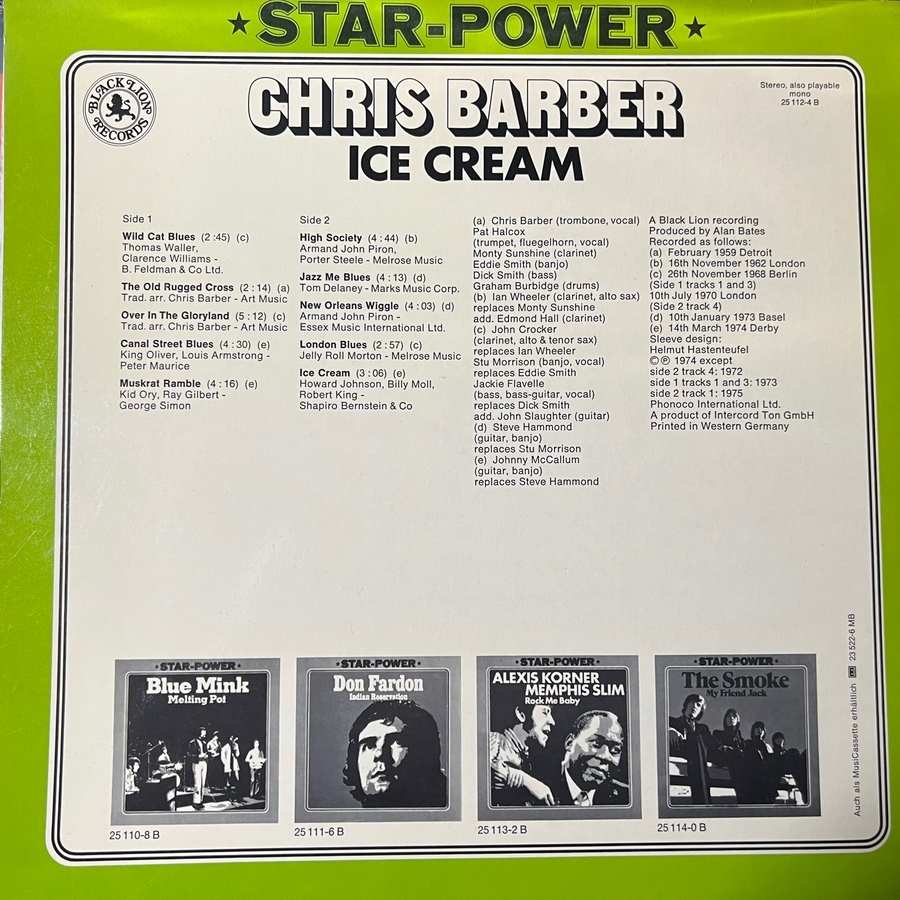 ★ STAR-POWER ★
BLACK LION
RECORDS
CHRIS BARBER
ICE CREAM
Stereo, also playable
mono
25 112-4 B
Side 1
Wild Cat Blues (2:45) (c)
Thomas Waller,
Clarence Williams -
B. Feldman & Co Ltd.
The Old Rugged Cross (2:14) (a)
Trad. arr. Chris Barber - Art Music
Over In The Gloryland (5:12) (c)
Trad. arr. Chris Barber - Art Music
Canal Street Blues (4:30) (e)
King Oliver, Louis Armstrong -
Peter Maurice
Muskrat Ramble (4:16) (e)
Kid Ory, Ray Gilbert -
George Simon
Side 2
High Society (4:44) (b)
Armand John Piron,
Porter Steele - Melrose Music
Jazz Me Blues (4:13) (d)
Tom Delaney - Marks Music Corp.
New Orleans Wiggle (4:03) (d)
Armand John Piron -
Essex Music International Ltd.
London Blues (2:57) (c)
Jelly Roll Morton - Melrose Music
Ice Cream (3:06) (e)
Howard Johnson, Billy Moll,
Robert King -
Shapiro Bernstein & Co
(a) Chris Barber (trombone, vocal)
Pat Halcox
(trumpet, fluegelhorn, vocal)
Monty Sunshine (clarinet)
Eddie Smith (banjo)
Dick Smith (bass)
Graham Burbidge (drums)
(b) Ian Wheeler (clarinet, alto sax)
replaces Monty Sunshine
add. Edmond Hall (clarinet)
(c) John Crocker
(clarinet, alto & tenor sax)
replaces Ian Wheeler
Stu Morrison (banjo, vocal)
replaces Eddie Smith
Jackie Flavelle
(bass, bass-guitar, vocal)
replaces Dick Smith
add. John Slaughter (guitar)
(d) Steve Hammond
(guitar, banjo)
replaces Stu Morrison
(e) Johnny McCallum
(guitar, banjo)
replaces Steve Hammond
A Black Lion recording
Produced by Alan Bates
Recorded as follows:
(a) February 1959 Detroit
(b) 16th November 1962 London
(c) 26th November 1968 Berlin
(Side 1 tracks 1 and 3)
10th July 1970 London
(Side 2 track 4)
(d) 10th January 1973 Basel
(e) 14th March 1974 Derby
Sleeve design:
Helmut Hastenteufel
© ℗ 1974 except
side 2 track 4: 1972
side 1 tracks 1 and 3: 1973
side 2 track 1: 1975
Phonoco International Ltd.
A product of Intercord Ton GmbH
Printed in Western Germany
★ STAR-POWER ★
Blue Mink
Melting Pot
25 110-8 B
★ STAR-POWER ★
Don Fardon
Indian Reservation
25 111-6 B
★ STAR-POWER ★
ALEXIS KORNER
MEMPHIS SLIM
Rock Me Baby
25 113-2 B
★ STAR-POWER ★
The Smoke
My Friend Jack
25 114-0 B
Auch als MusiCassette erhältlich 23 522-6 MB